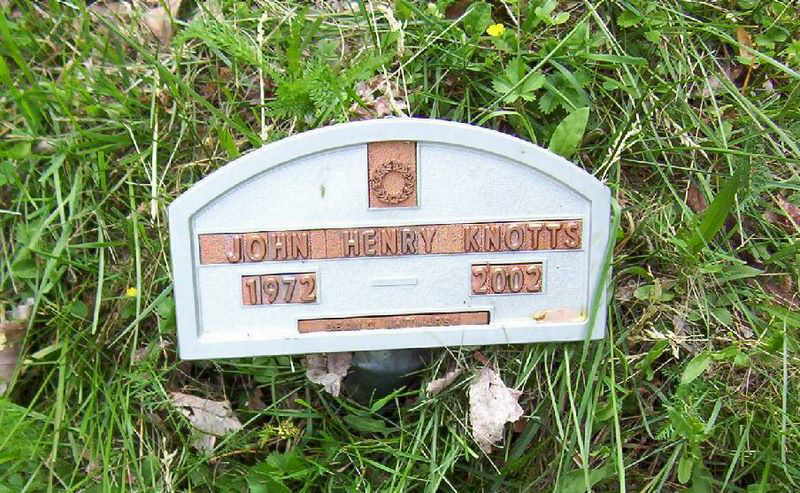 JOHN HENRY KNOTTS
1972 — 2002